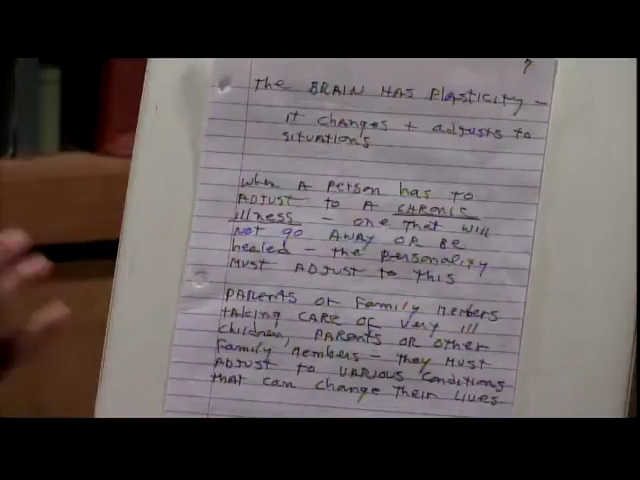 7
The BRAIN HAS PLASTICITY -
it changes + adjusts to
situations
When A Person has to
ADJUST to A CHRONIC
illness - one that will
NOT go AWAY OR Be
healed - the personality
Must ADJUST to this
PARENTS or Family Members
taking CARE OF Very Ill
children, PARENTS OR other
Family Members - they Must
ADJUST to VARIOUS Conditions
that can change their Lives